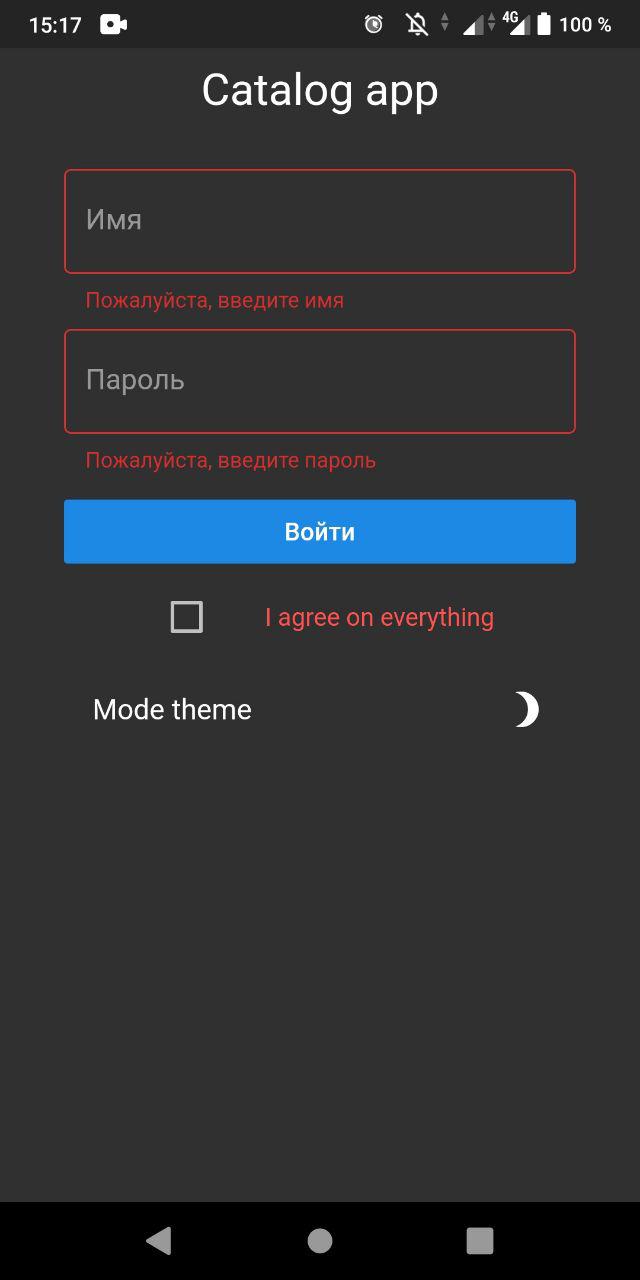 15:17 4G 100 %
Catalog app
Имя
Пожалуйста, введите имя
Пароль
Пожалуйста, введите пароль
Войти
I agree on everything
Mode theme